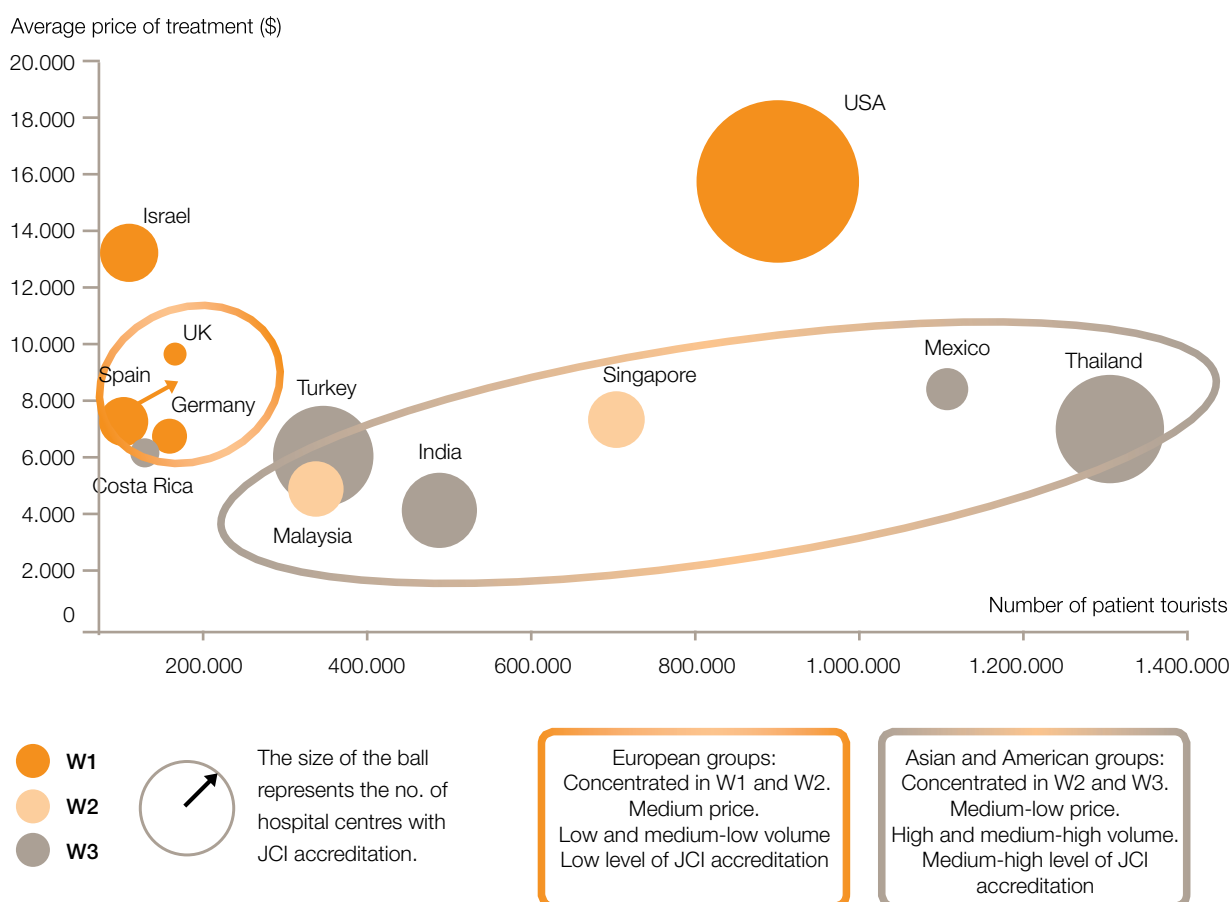 Average price of treatment ($)
20.000
18.000
16.000
14.000
12.000
10.000
8.000
6.000
4.000
2.000
0
USA
Israel
UK
Spain
Germany
Costa Rica
Turkey
Malaysia
India
Singapore
Mexico
Thailand
Number of patient tourists
200.000 400.000 600.000 800.000 1.000.000 1.200.000 1.400.000
W1
W2
W3
The size of the ball
represents the no. of
hospital centres with
JCI accreditation.
European groups:
Concentrated in W1 and W2.
Medium price.
Low and medium-low volume
Low level of JCI accreditation
Asian and American groups:
Concentrated in W2 and W3.
Medium-low price.
High and medium-high volume.
Medium-high level of JCI
accreditation